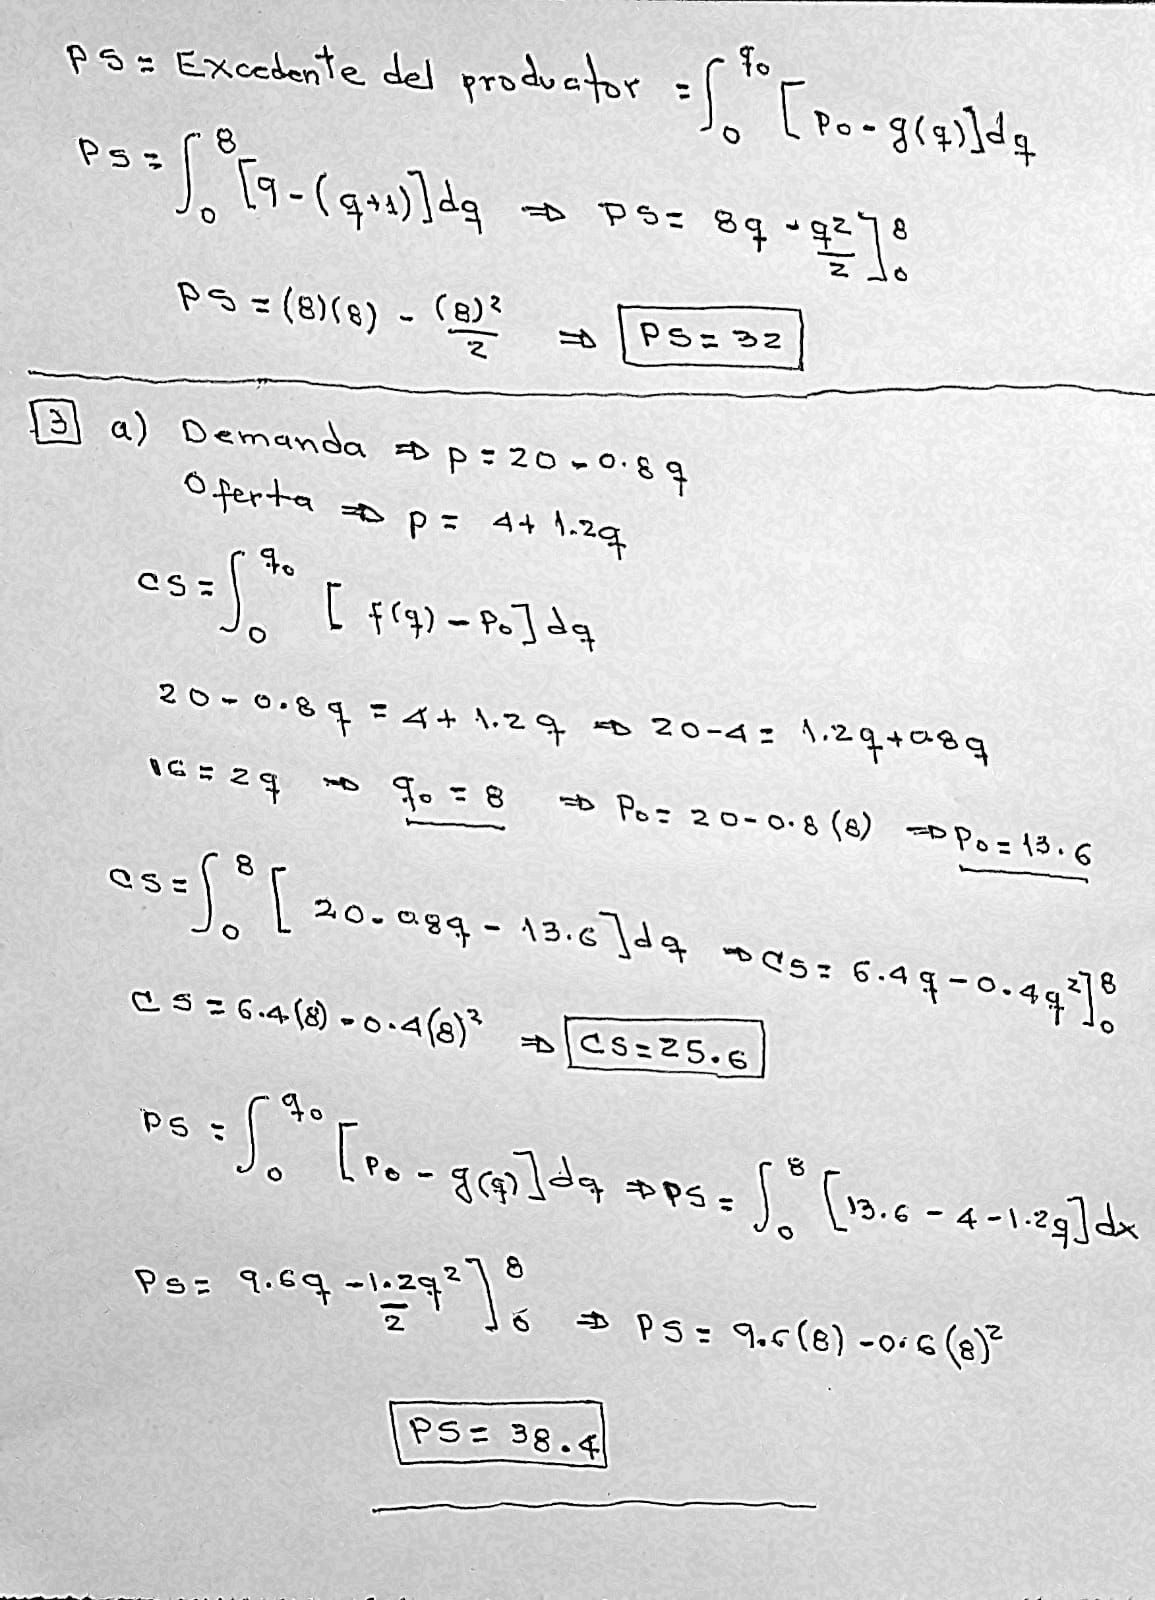 PS = Excedente del productor = ∫₀^q₀ [p₀ - g(q)]dq
PS = ∫₀^8 [9-(q+1)]dq ⇒ PS = 8q - q²/2 ]₀^8
PS = (8)(8) - (8)²/2 ⇒ PS = 32
3 a) Demanda ⇒ p = 20 - 0.8q
Oferta ⇒ p = 4 + 1.2q
CS = ∫₀^q₀ [f(q) - P₀]dq
20 - 0.8q = 4 + 1.2q ⇒ 20-4 = 1.2q + 0.8q
16 = 2q ⇒ q₀ = 8 ⇒ P₀ = 20 - 0.8(8) ⇒ P₀ = 13.6
CS = ∫₀^8 [20 - 0.8q - 13.6]dq ⇒ CS = 6.4q - 0.4q² ]₀^8
CS = 6.4(8) - 0.4(8)² ⇒ CS = 25.6
PS = ∫₀^q₀ [P₀ - g(q)]dq ⇒ PS = ∫₀^8 [13.6 - 4 - 1.2q]dx
PS = 9.6q - 1.2q²/2 ]₀^8 ⇒ PS = 9.6(8) - 0.6(8)²
PS = 38.4